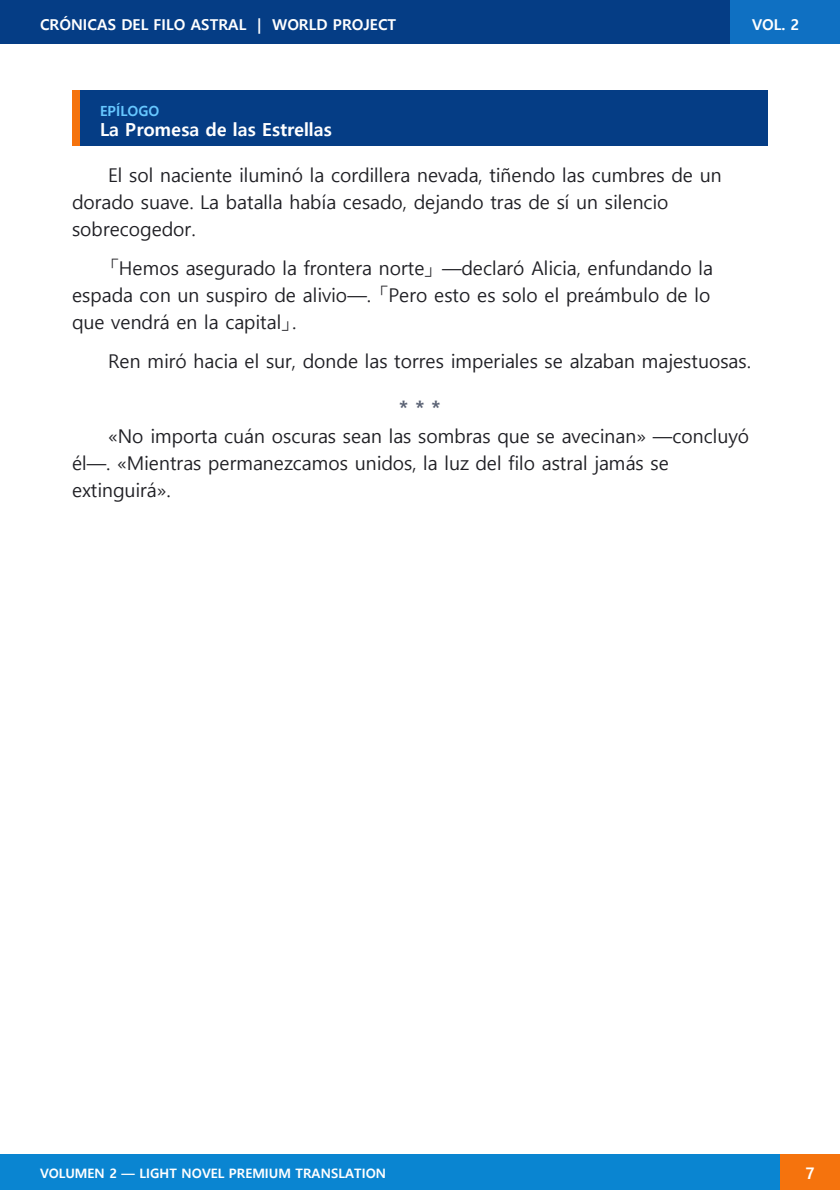 CRÓNICAS DEL FILO ASTRAL | WORLD PROJECT
VOL. 2
EPÍLOGO
La Promesa de las Estrellas
El sol naciente iluminó la cordillera nevada, tiñendo las cumbres de un
dorado suave. La batalla había cesado, dejando tras de sí un silencio
sobrecogedor.
「Hemos asegurado la frontera norte」 —declaró Alicia, enfundando la
espada con un suspiro de alivio—. 「Pero esto es solo el preámbulo de lo
que vendrá en la capital」.
Ren miró hacia el sur, donde las torres imperiales se alzaban majestuosas.
* * *
«No importa cuán oscuras sean las sombras que se avecinan» —concluyó
él—. «Mientras permanezcamos unidos, la luz del filo astral jamás se
extinguirá».
VOLUMEN 2 — LIGHT NOVEL PREMIUM TRANSLATION
7